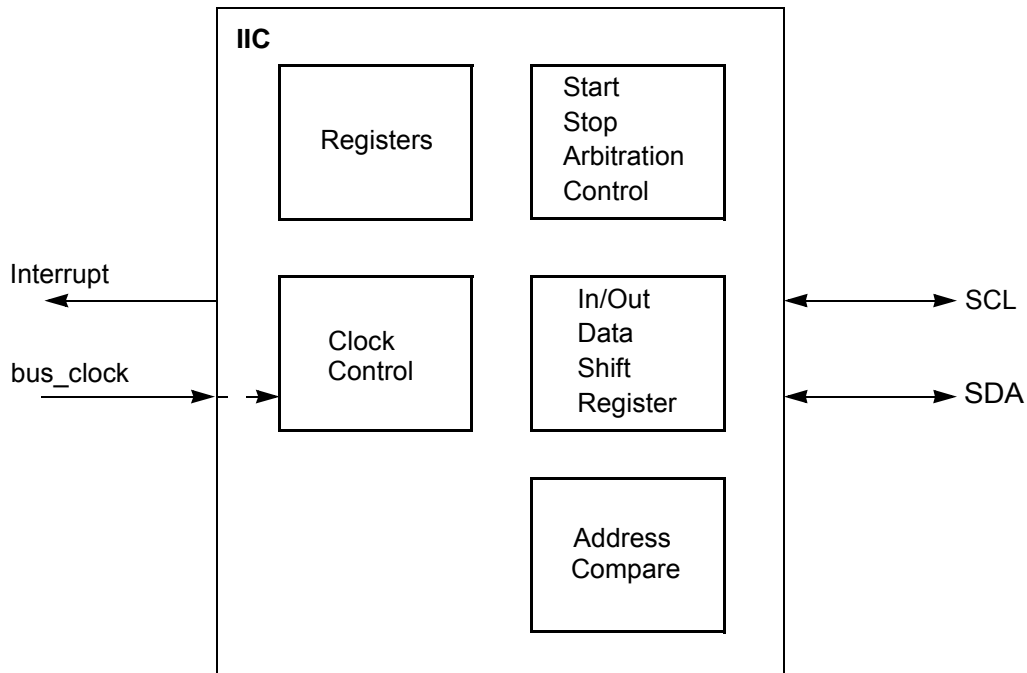 IIC
Registers
Start
Stop
Arbitration
Control
Interrupt
bus_clock
Clock
Control
In/Out
Data
Shift
Register
SCL
SDA
Address
Compare